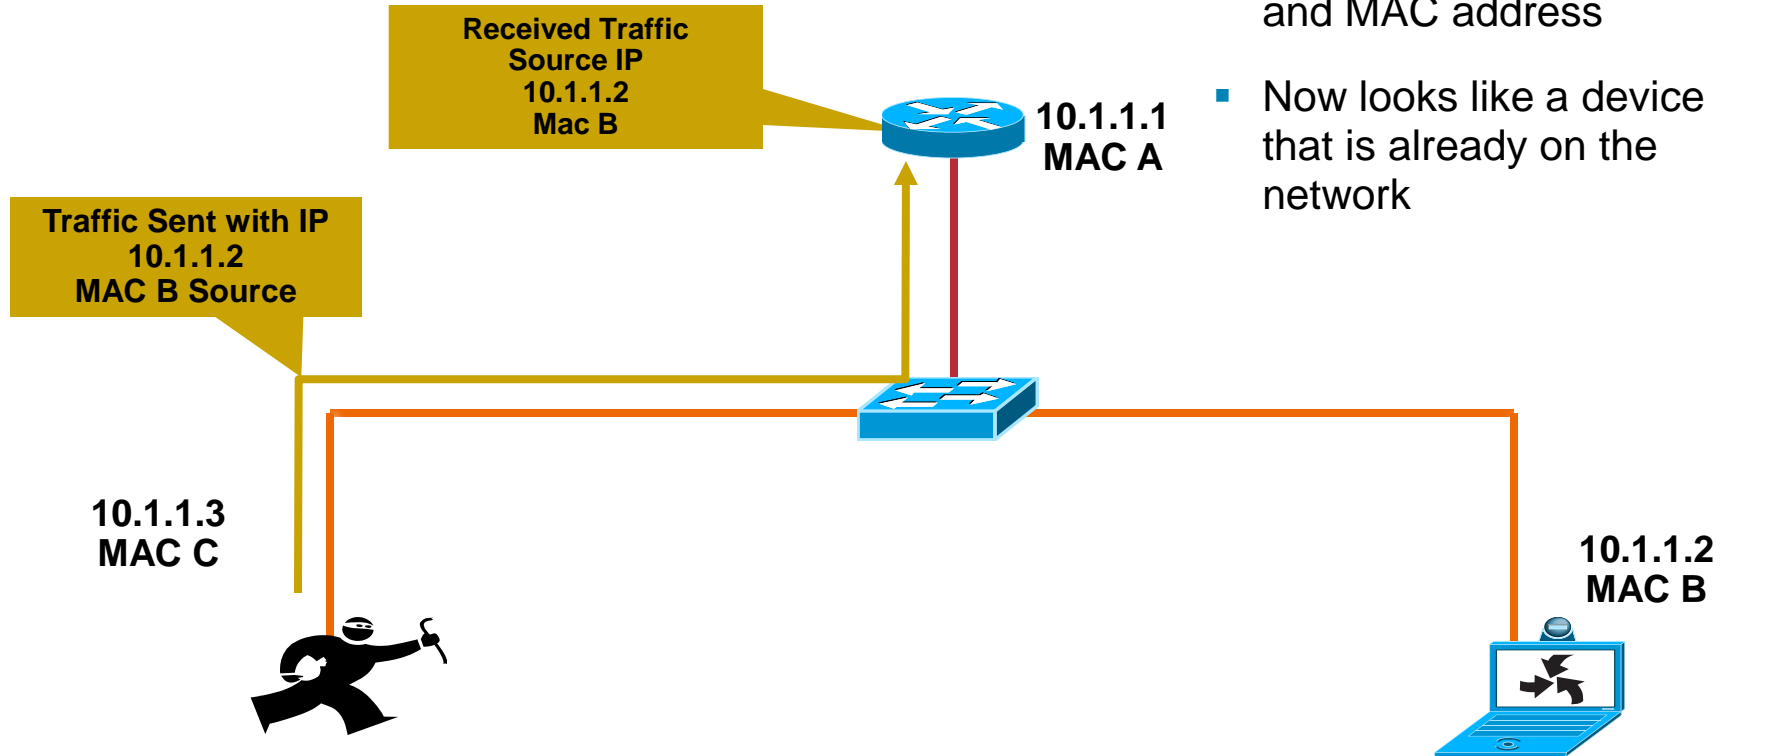 and MAC address
Received Traffic
Source IP
10.1.1.2
Mac B
10.1.1.1
MAC A
▪ Now looks like a device
that is already on the
network
Traffic Sent with IP
10.1.1.2
MAC B Source
10.1.1.3
MAC C
10.1.1.2
MAC B